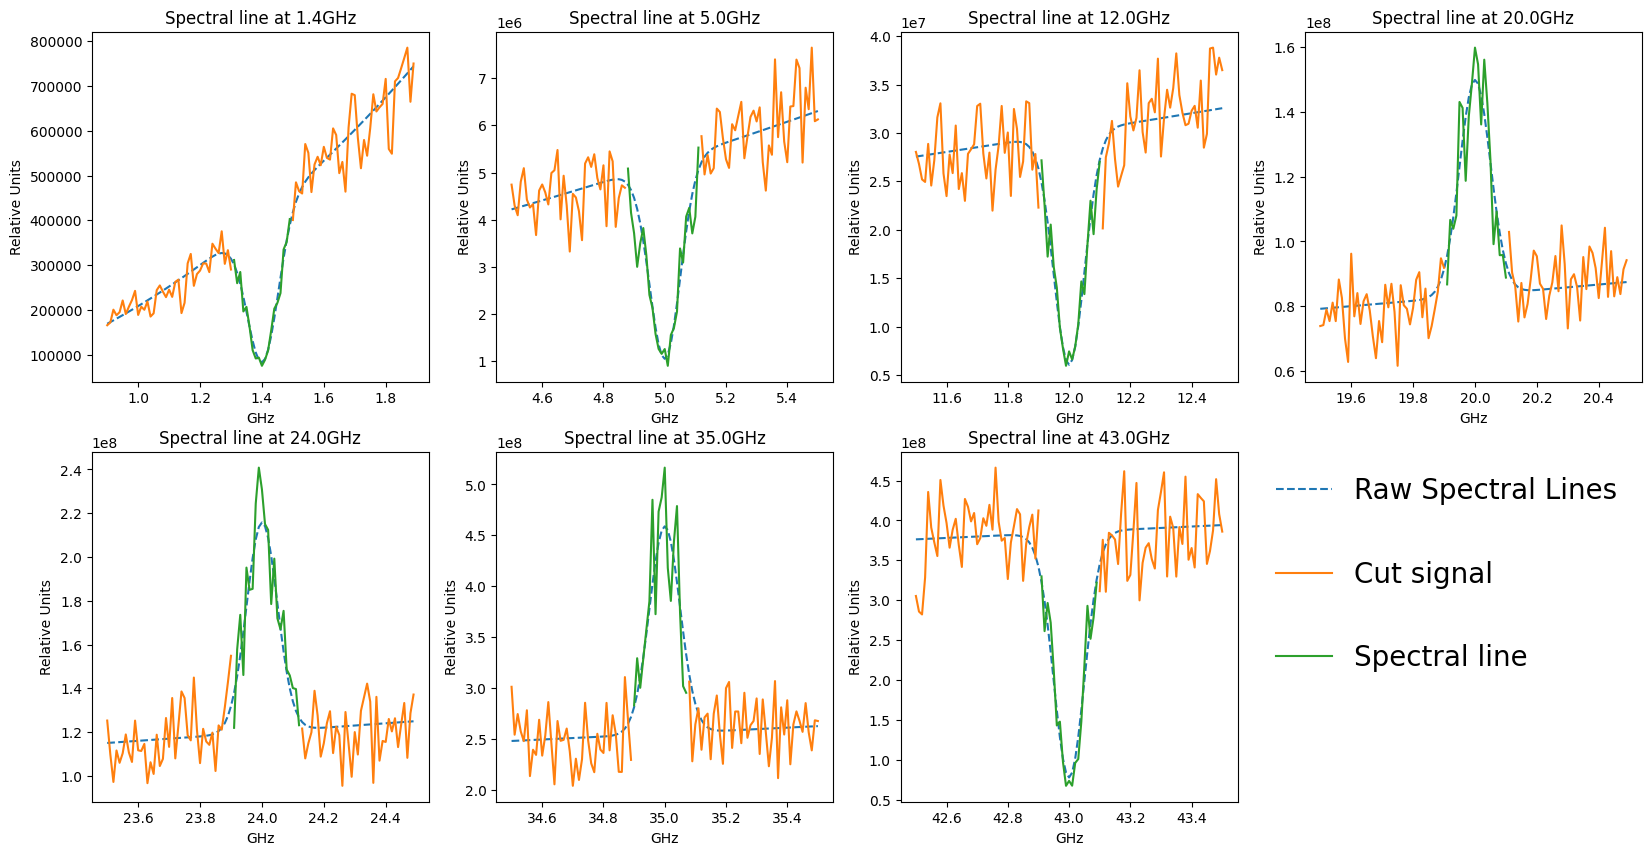 Spectral line at 1.4GHz
800000
700000
600000
500000
400000
300000
200000
100000
Relative Units
1.0 1.2 1.4 1.6 1.8
GHz
Spectral line at 5.0GHz
1e6
7
6
5
4
3
2
1
Relative Units
4.6 4.8 5.0 5.2 5.4
GHz
Spectral line at 12.0GHz
1e7
4.0
3.5
3.0
2.5
2.0
1.5
1.0
0.5
Relative Units
11.6 11.8 12.0 12.2 12.4
GHz
Spectral line at 20.0GHz
1e8
1.6
1.4
1.2
1.0
0.8
0.6
Relative Units
19.6 19.8 20.0 20.2 20.4
GHz
Spectral line at 24.0GHz
1e8
2.4
2.2
2.0
1.8
1.6
1.4
1.2
1.0
Relative Units
23.6 23.8 24.0 24.2 24.4
GHz
Spectral line at 35.0GHz
1e8
5.0
4.5
4.0
3.5
3.0
2.5
2.0
Relative Units
34.6 34.8 35.0 35.2 35.4
GHz
Spectral line at 43.0GHz
1e8
4.5
4.0
3.5
3.0
2.5
2.0
1.5
1.0
0.5
Relative Units
42.6 42.8 43.0 43.2 43.4
GHz
Raw Spectral Lines
Cut signal
Spectral line